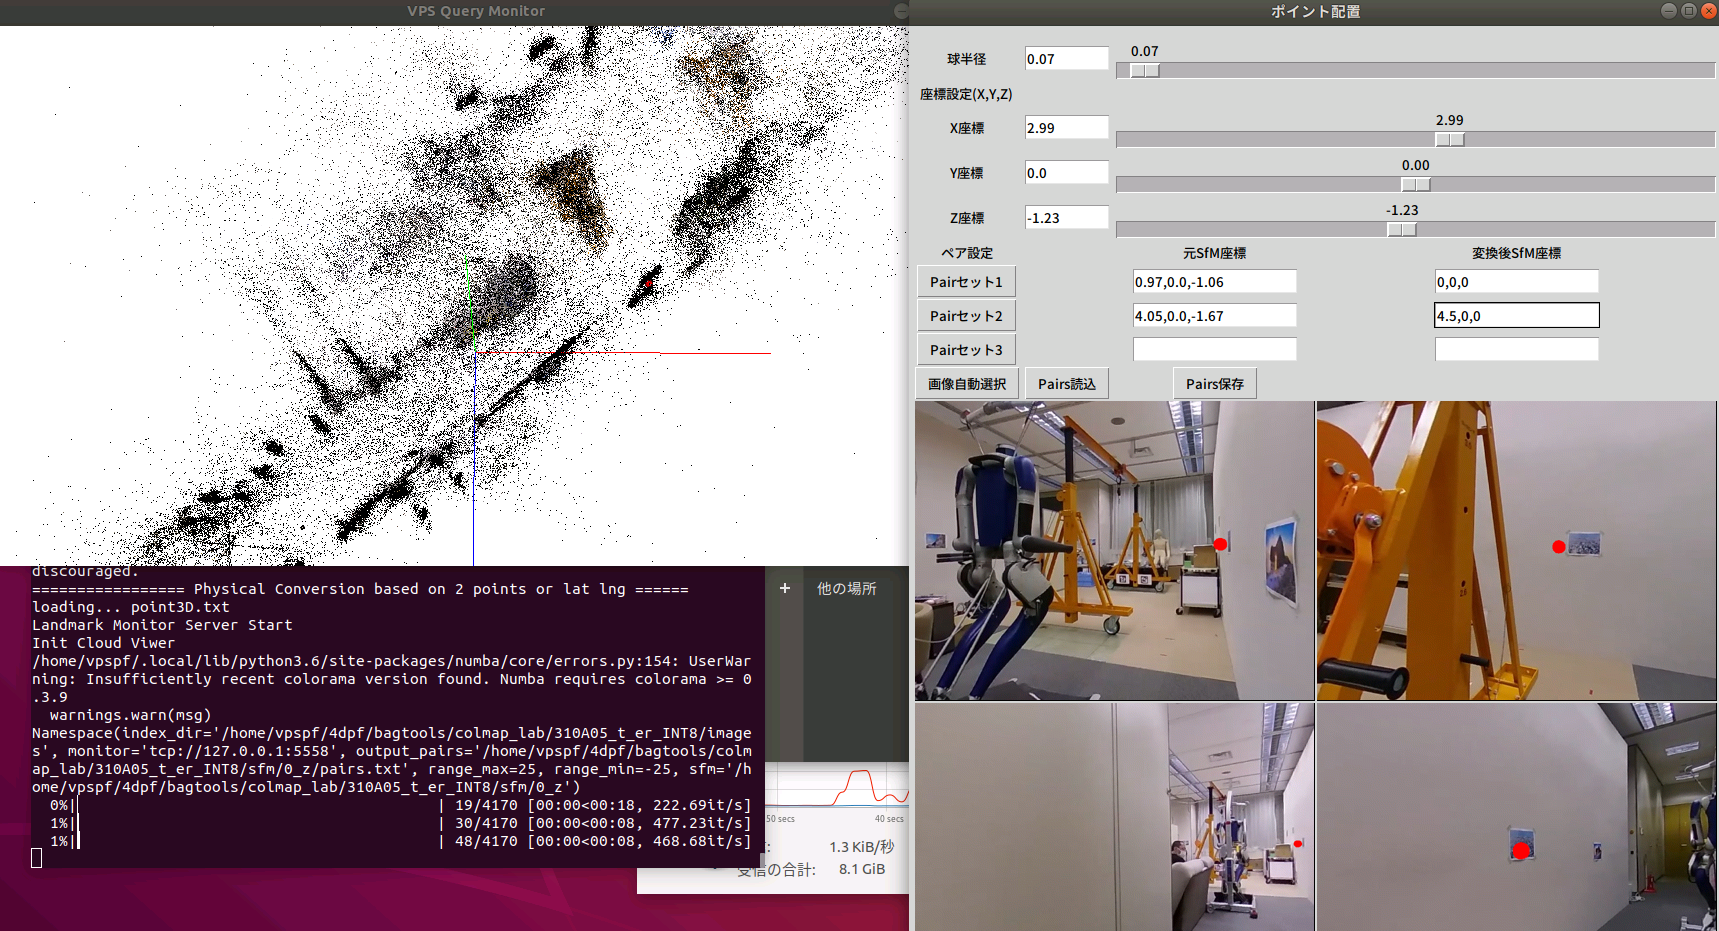 VPS Query Monitor
ポイント配置
球半径
0.07
0.07
座標設定(X,Y,Z)
X座標
2.99
2.99
Y座標
0.0
0.00
Z座標
-1.23
-1.23
ペア設定
元SfM座標
変換後SfM座標
Pairセット1
0.97,0.0,-1.06
0,0,0
Pairセット2
4.05,0.0,-1.67
4.5,0,0
Pairセット3
画像自動選択
Pairs読込
Pairs保存
discouraged.
================= Physical Conversion based on 2 points or lat lng ======
loading... point3D.txt
Landmark Monitor Server Start
Init Cloud Viwer
/home/vpspf/.local/lib/python3.6/site-packages/numba/core/errors.py:154: UserWar
ning: Insufficiently recent colorama version found. Numba requires colorama >= 0
.3.9
  warnings.warn(msg)
Namespace(index_dir='/home/vpspf/4dpf/bagtools/colmap_lab/310A05_t_er_INT8/image
s', monitor='tcp://127.0.0.1:5558', output_pairs='/home/vpspf/4dpf/bagtools/colm
ap_lab/310A05_t_er_INT8/sfm/0_z/pairs.txt', range_max=25, range_min=-25, sfm='/h
ome/vpspf/4dpf/bagtools/colmap_lab/310A05_t_er_INT8/sfm/0_z')
  0%| | 19/4170 [00:00<00:18, 222.69it/s]
  1%| | 30/4170 [00:00<00:08, 477.23it/s]
  1%| | 48/4170 [00:00<00:08, 468.68it/s]
+ 他の場所
50 secs
40 secs
1.3 KiB/秒
受信の合計:
8.1 GiB